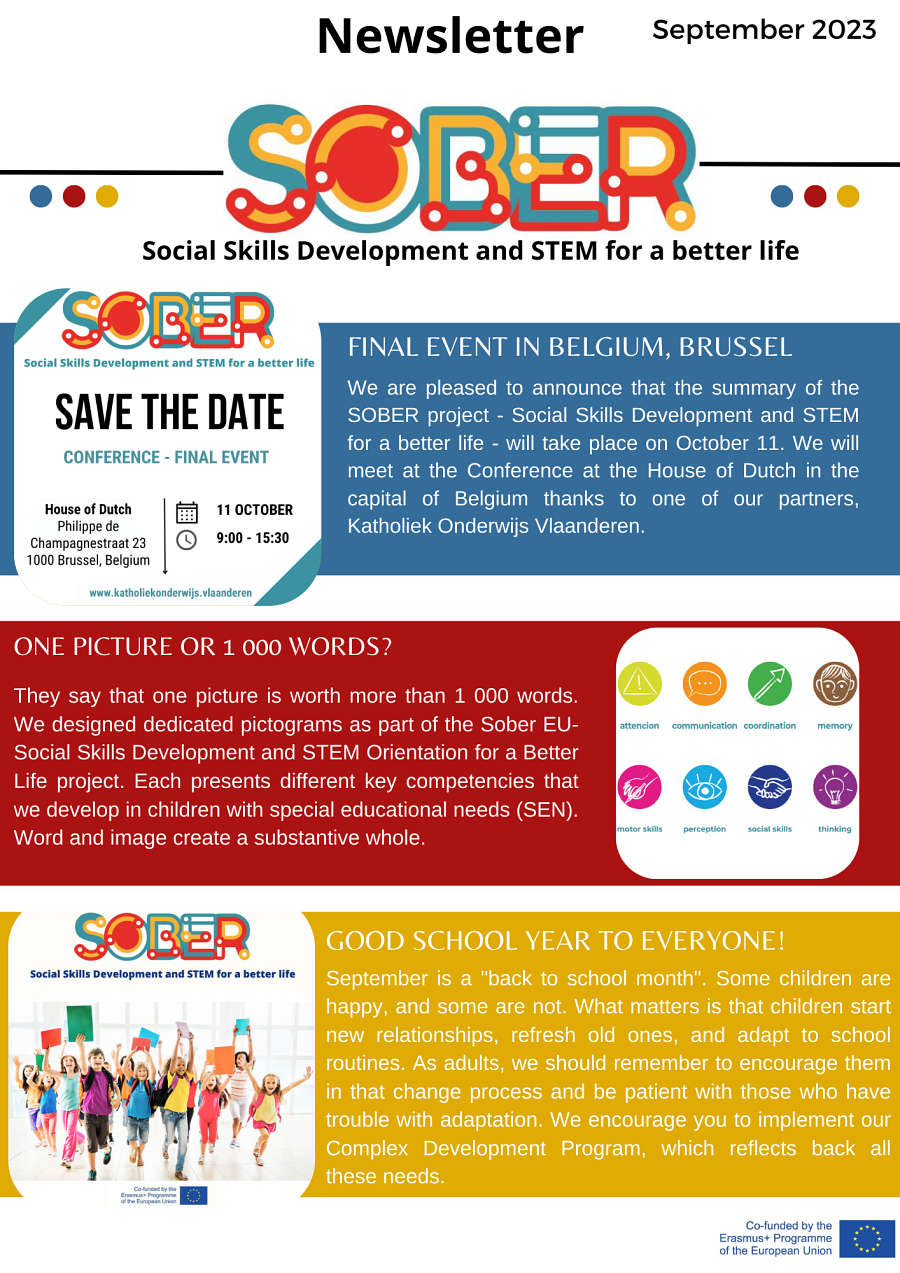 Newsletter
September 2023
SOBER
Social Skills Development and STEM for a better life
SOBER
Social Skills Development and STEM for a better life
SAVE THE DATE
CONFERENCE - FINAL EVENT
House of Dutch
Philippe de
Champagnestraat 23
1000 Brussel, Belgium
11 OCTOBER
9:00 - 15:30
www.katholiekonderwijs.vlaanderen
FINAL EVENT IN BELGIUM, BRUSSEL
We are pleased to announce that the summary of the
SOBER project - Social Skills Development and STEM
for a better life - will take place on October 11. We will
meet at the Conference at the House of Dutch in the
capital of Belgium thanks to one of our partners,
Katholiek Onderwijs Vlaanderen.
ONE PICTURE OR 1 000 WORDS?
They say that one picture is worth more than 1 000 words.
We designed dedicated pictograms as part of the Sober EU-
Social Skills Development and STEM Orientation for a Better
Life project. Each presents different key competencies that
we develop in children with special educational needs (SEN).
Word and image create a substantive whole.
attencion communication coordination memory
motor skills perception social skills thinking
SOBER
Social Skills Development and STEM for a better life
Co-funded by the
Erasmus+ Programme
of the European Union
GOOD SCHOOL YEAR TO EVERYONE!
September is a "back to school month". Some children are
happy, and some are not. What matters is that children start
new relationships, refresh old ones, and adapt to school
routines. As adults, we should remember to encourage them
in that change process and be patient with those who have
trouble with adaptation. We encourage you to implement our
Complex Development Program, which reflects back all
these needs.
Co-funded by the
Erasmus+ Programme
of the European Union